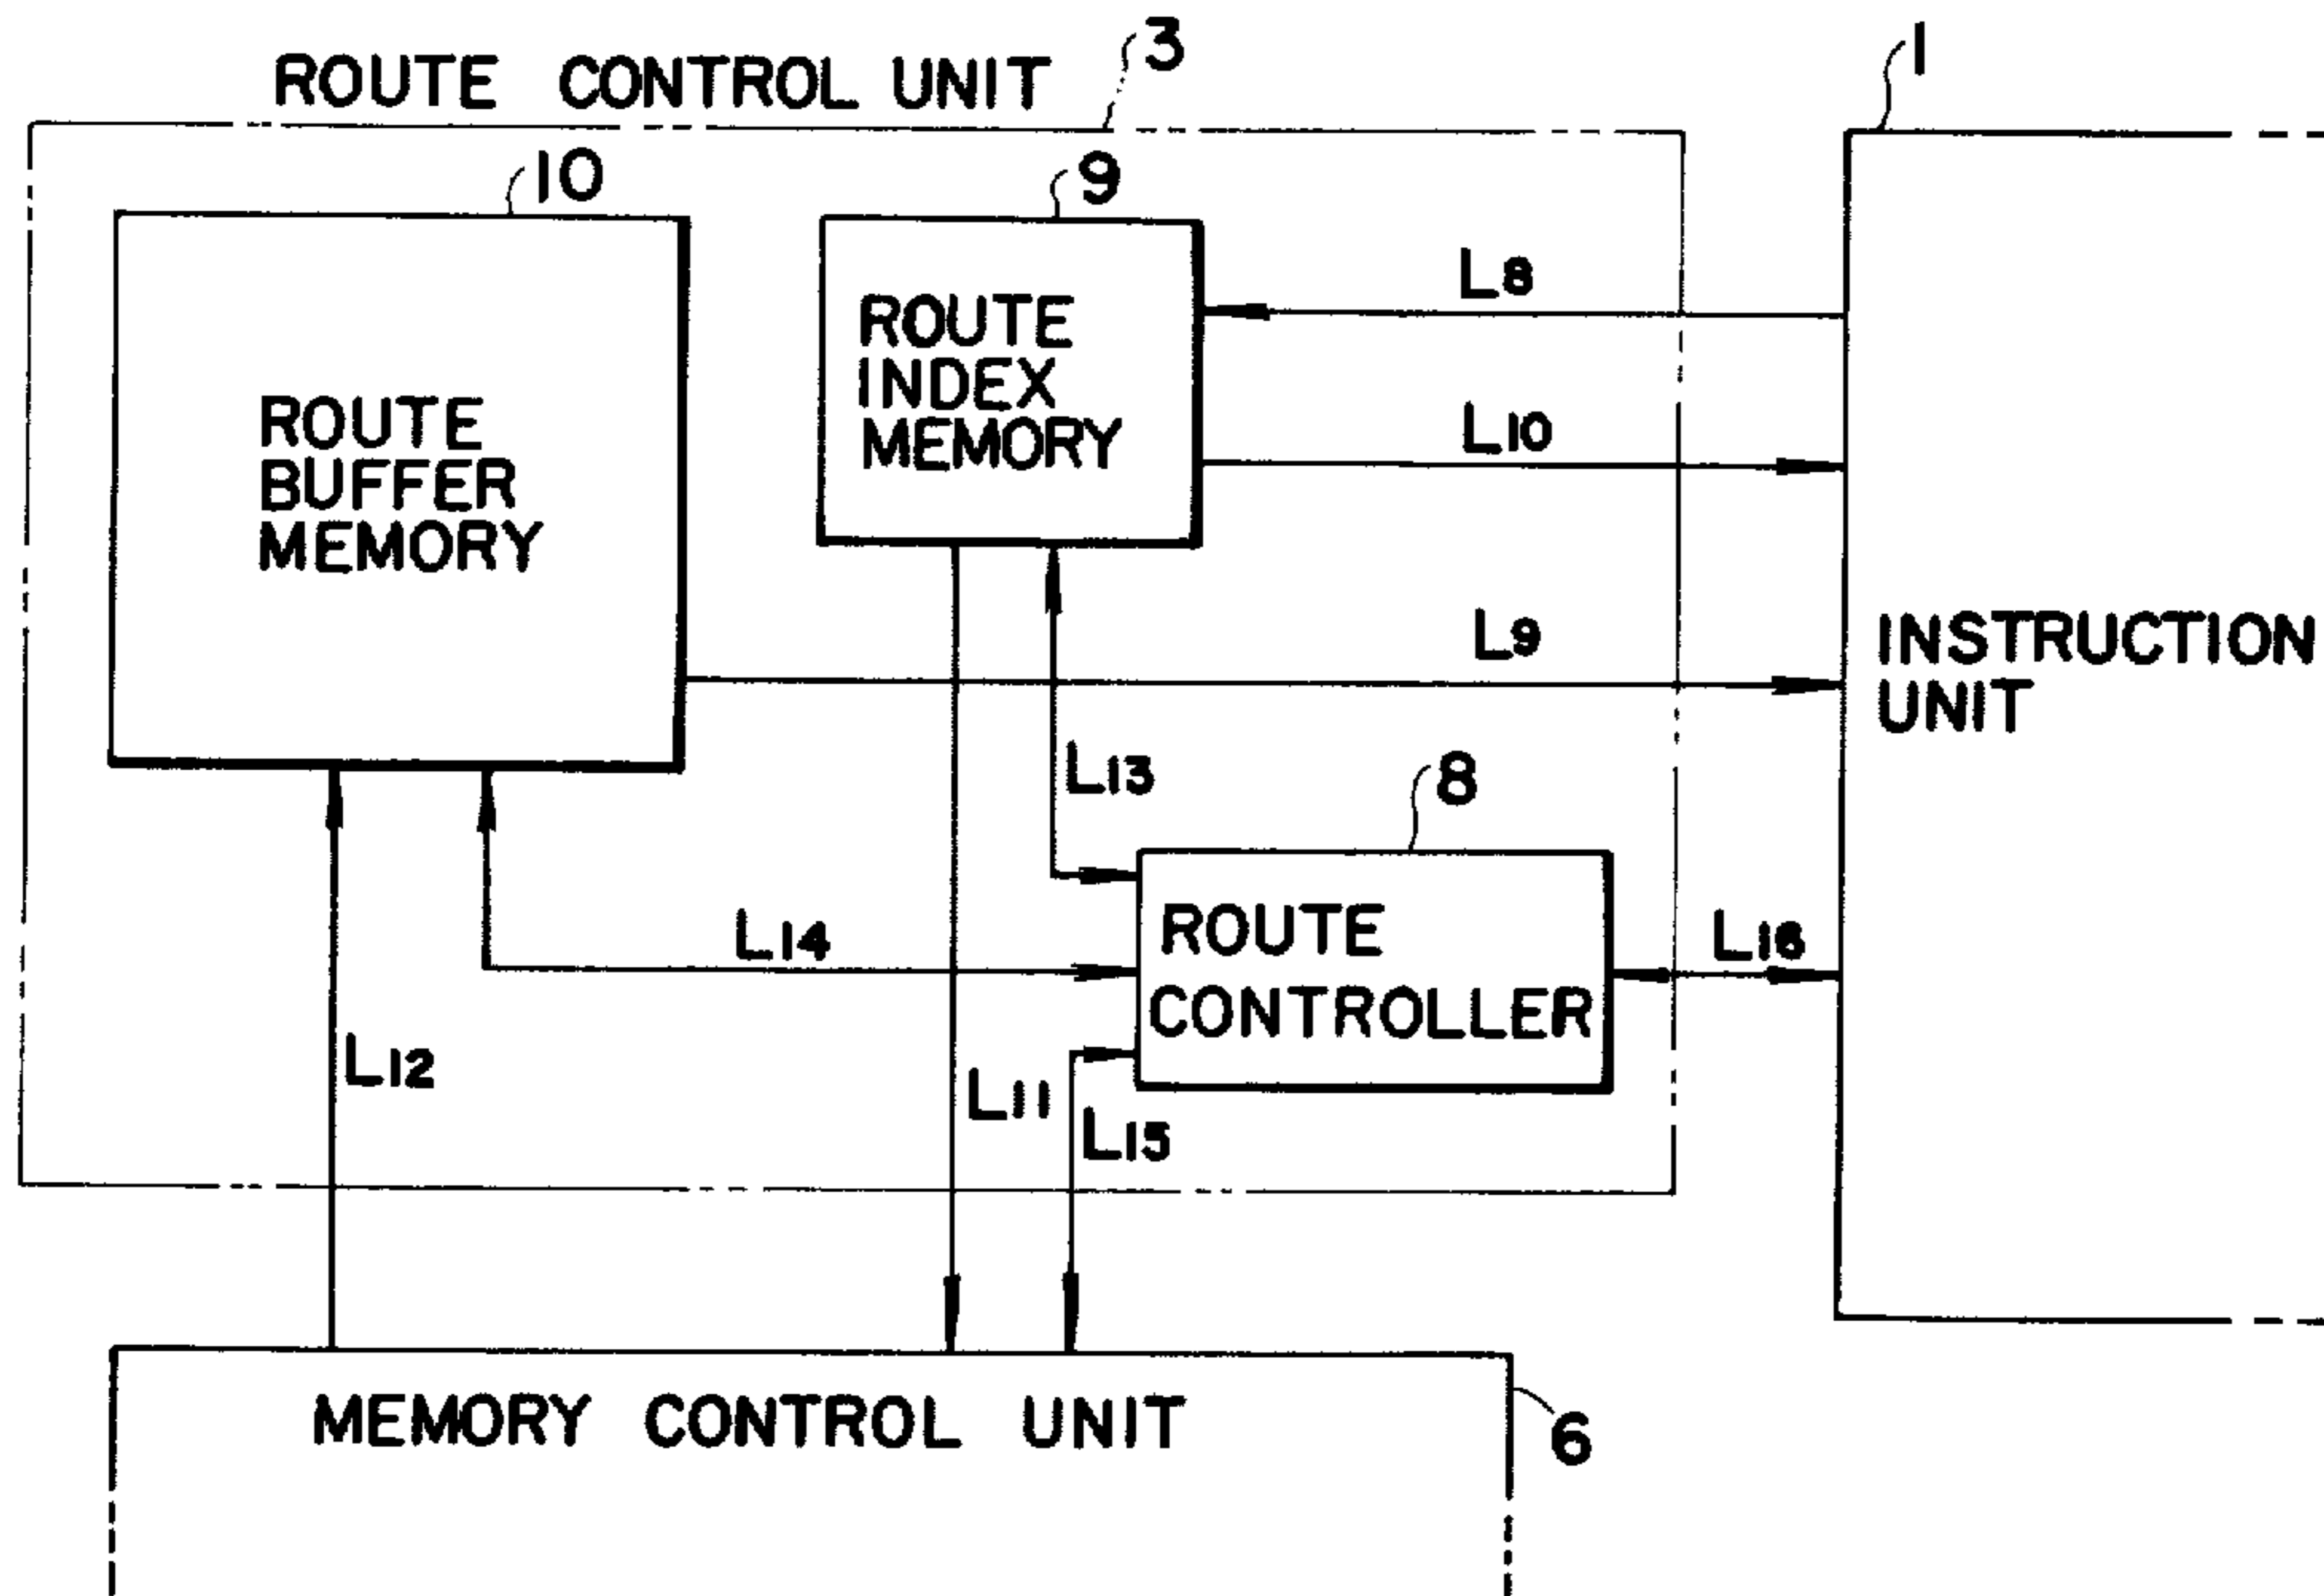 ROUTE CONTROL UNIT
3
1
10
9
L8
ROUTE
INDEX
MEMORY
L10
ROUTE
BUFFER
MEMORY
L9
INSTRUCTION
UNIT
L13
8
L14
ROUTE
CONTROLLER
L16
L12
L11
L15
MEMORY CONTROL UNIT
6